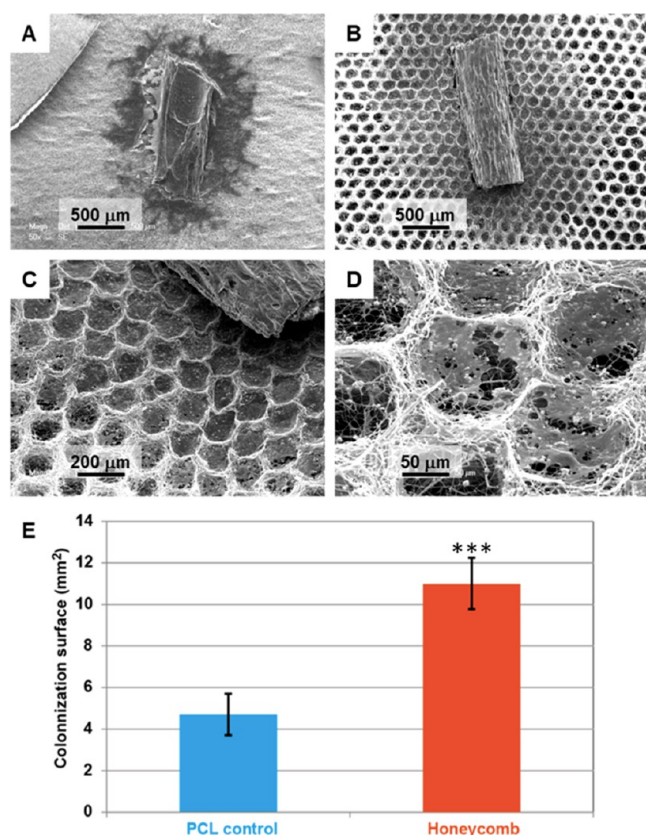 A
B
500 µm
500 µm
C
D
200 µm
50 µm
E
14
12
10
8
6
4
2
0
Colonnization surface (mm²)
***
PCL control
Honeycomb